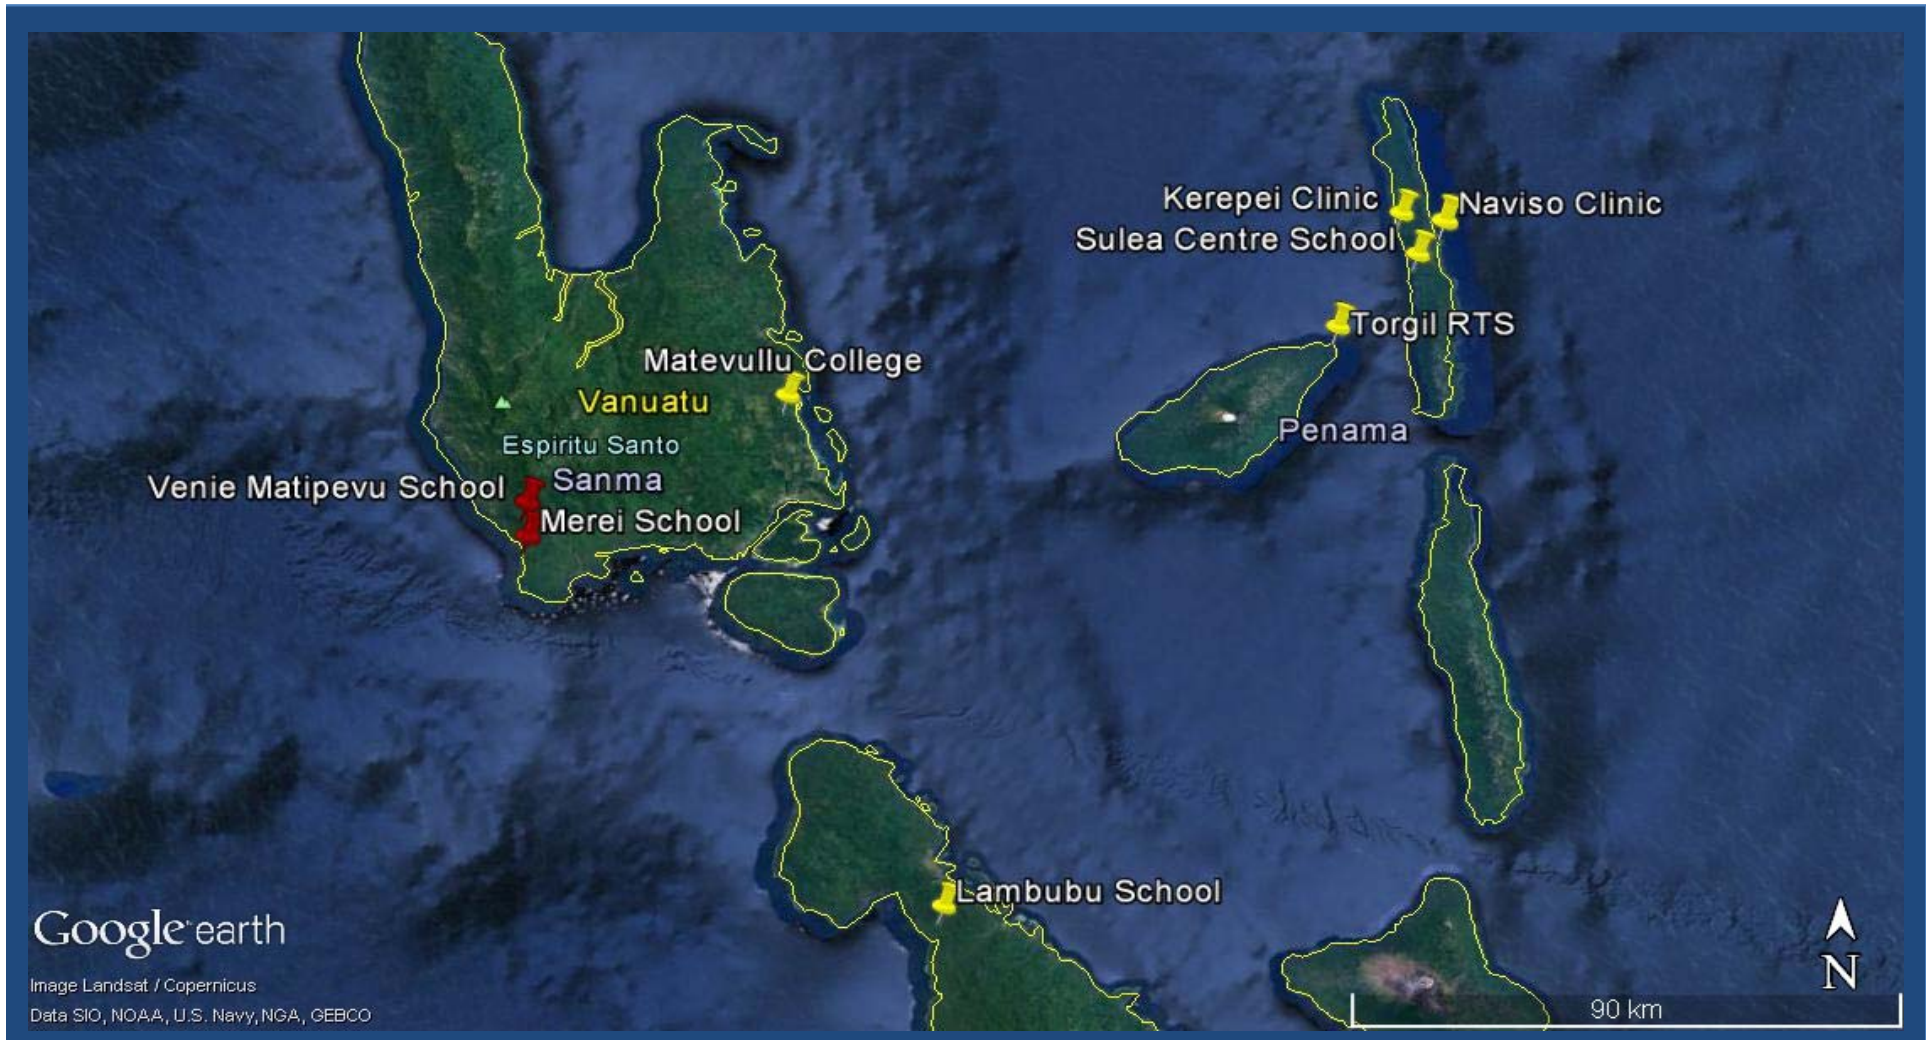 Kerepei Clinic
Naviso Clinic
Sulea Centre School
Torgil RTS
Matevullu College
Vanuatu
Penama
Espiritu Santo
Sanma
Venie Matipevu School
Merei School
Lambubu School
Google earth
N
Image Landsat / Copernicus
90 km
Data SIO, NOAA, U.S. Navy, NGA, GEBCO